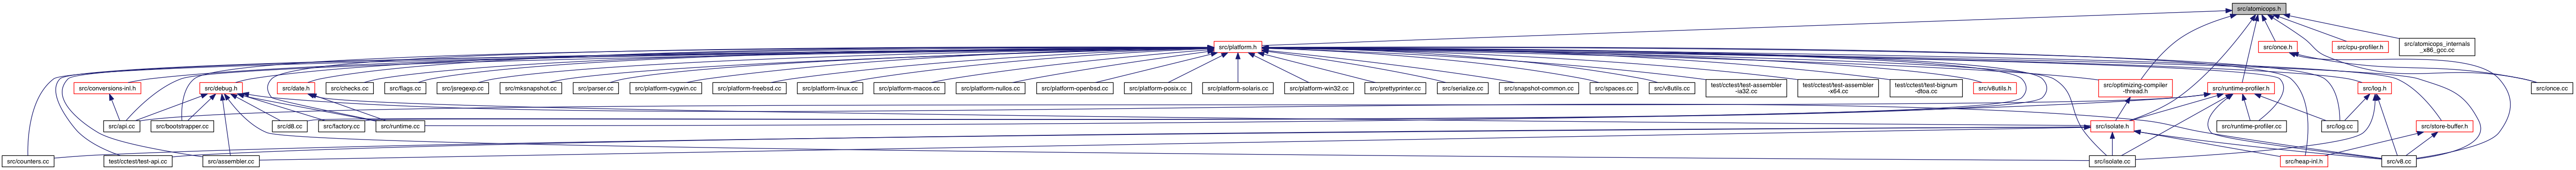 src/atomicops.h
src/platform.h
src/once.h
src/cpu-profiler.h
src/atomicops_internals
_x86_gcc.cc
src/conversions-inl.h
src/debug.h
src/date.h
src/checks.cc
src/flags.cc
src/jsregexp.cc
src/mksnapshot.cc
src/parser.cc
src/platform-cygwin.cc
src/platform-freebsd.cc
src/platform-linux.cc
src/platform-macos.cc
src/platform-nullos.cc
src/platform-openbsd.cc
src/platform-posix.cc
src/platform-solaris.cc
src/platform-win32.cc
src/prettyprinter.cc
src/serialize.cc
src/snapshot-common.cc
src/spaces.cc
src/v8utils.cc
test/cctest/test-assembler
-ia32.cc
test/cctest/test-assembler
-x64.cc
test/cctest/test-bignum
-dtoa.cc
src/v8utils.h
src/optimizing-compiler
-thread.h
src/runtime-profiler.h
src/log.h
src/once.cc
src/api.cc
src/bootstrapper.cc
src/d8.cc
src/factory.cc
src/runtime.cc
src/isolate.h
src/runtime-profiler.cc
src/log.cc
src/store-buffer.h
src/counters.cc
test/cctest/test-api.cc
src/assembler.cc
src/isolate.cc
src/heap-inl.h
src/v8.cc